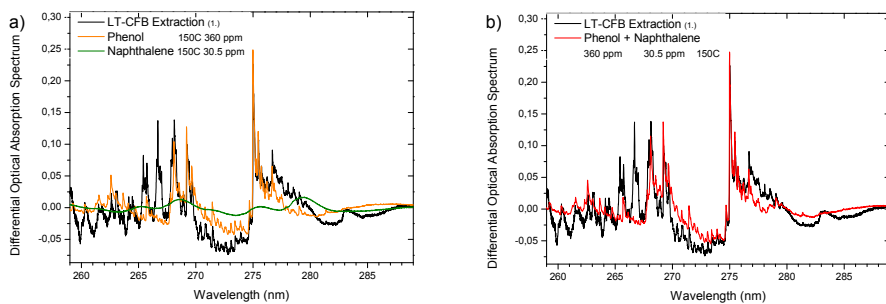 a)
LT-CFB Extraction (1.)
Phenol 150C 360 ppm
Naphthalene 150C 30.5 ppm
Differential Optical Absorption Spectrum
0,30
0,25
0,20
0,15
0,10
0,05
0,00
-0,05
260 265 270 275 280 285
Wavelength (nm)
b)
LT-CFB Extraction (1.)
Phenol + Naphthalene
360 ppm 30.5 ppm 150C
Differential Optical Absorption Spectrum
0,30
0,25
0,20
0,15
0,10
0,05
0,00
-0,05
260 265 270 275 280 285
Wavelength (nm)